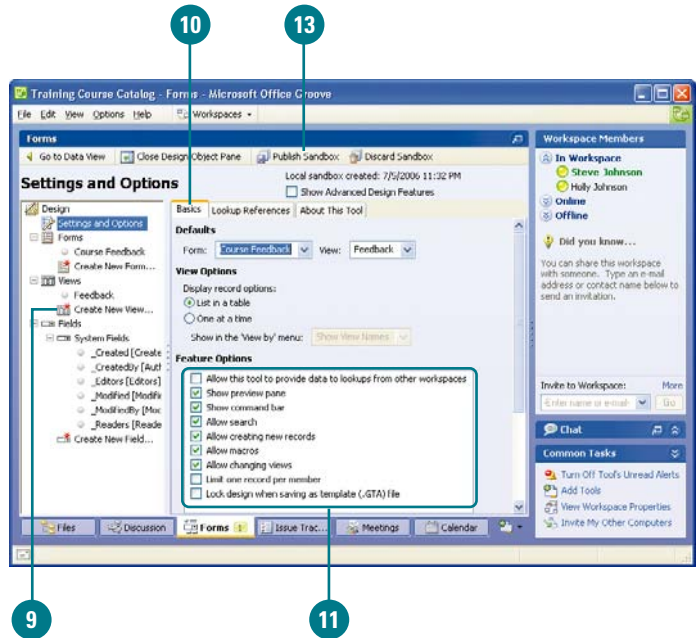 10
13
Training Course Catalog - Forms - Microsoft Office Groove
File Edit View Options Help Workspaces
Forms
Go to Data View Close Design Object Pane Publish Sandbox Discard Sandbox
Settings and Options
Local sandbox created: 7/5/2006 11:32 PM
Show Advanced Design Features
Design
Settings and Options
Forms
Course Feedback
Create New Form...
Views
Feedback
Create New View...
Fields
System Fields
_Created [Create
_CreatedBy [Auth
_Editors [Editors]
_Modified [Modifi
_ModifiedBy [Moc
_Readers [Reade
Create New Field...
Basics Lookup References About This Tool
Defaults
Form: Course Feedback View: Feedback
View Options
Display record options:
List in a table
One at a time
Show in the 'View by' menu: Show View Names
Feature Options
Allow this tool to provide data to lookups from other workspaces
Show preview pane
Show command bar
Allow search
Allow creating new records
Allow macros
Allow changing views
Limit one record per member
Lock design when saving as template (.GTA) file
Workspace Members
In Workspace
Steve Johnson
Holly Johnson
Online
Offline
Did you know...
You can share this workspace
with someone. Type an e-mail
address or contact name below to
send an invitation.
Invite to Workspace: More
Enter name or e-mail Go
Chat
Common Tasks
Turn Off Tool's Unread Alerts
Add Tools
View Workspace Properties
Invite My Other Computers
Files Discussion Forms Issue Trac... Meetings Calendar
9
11